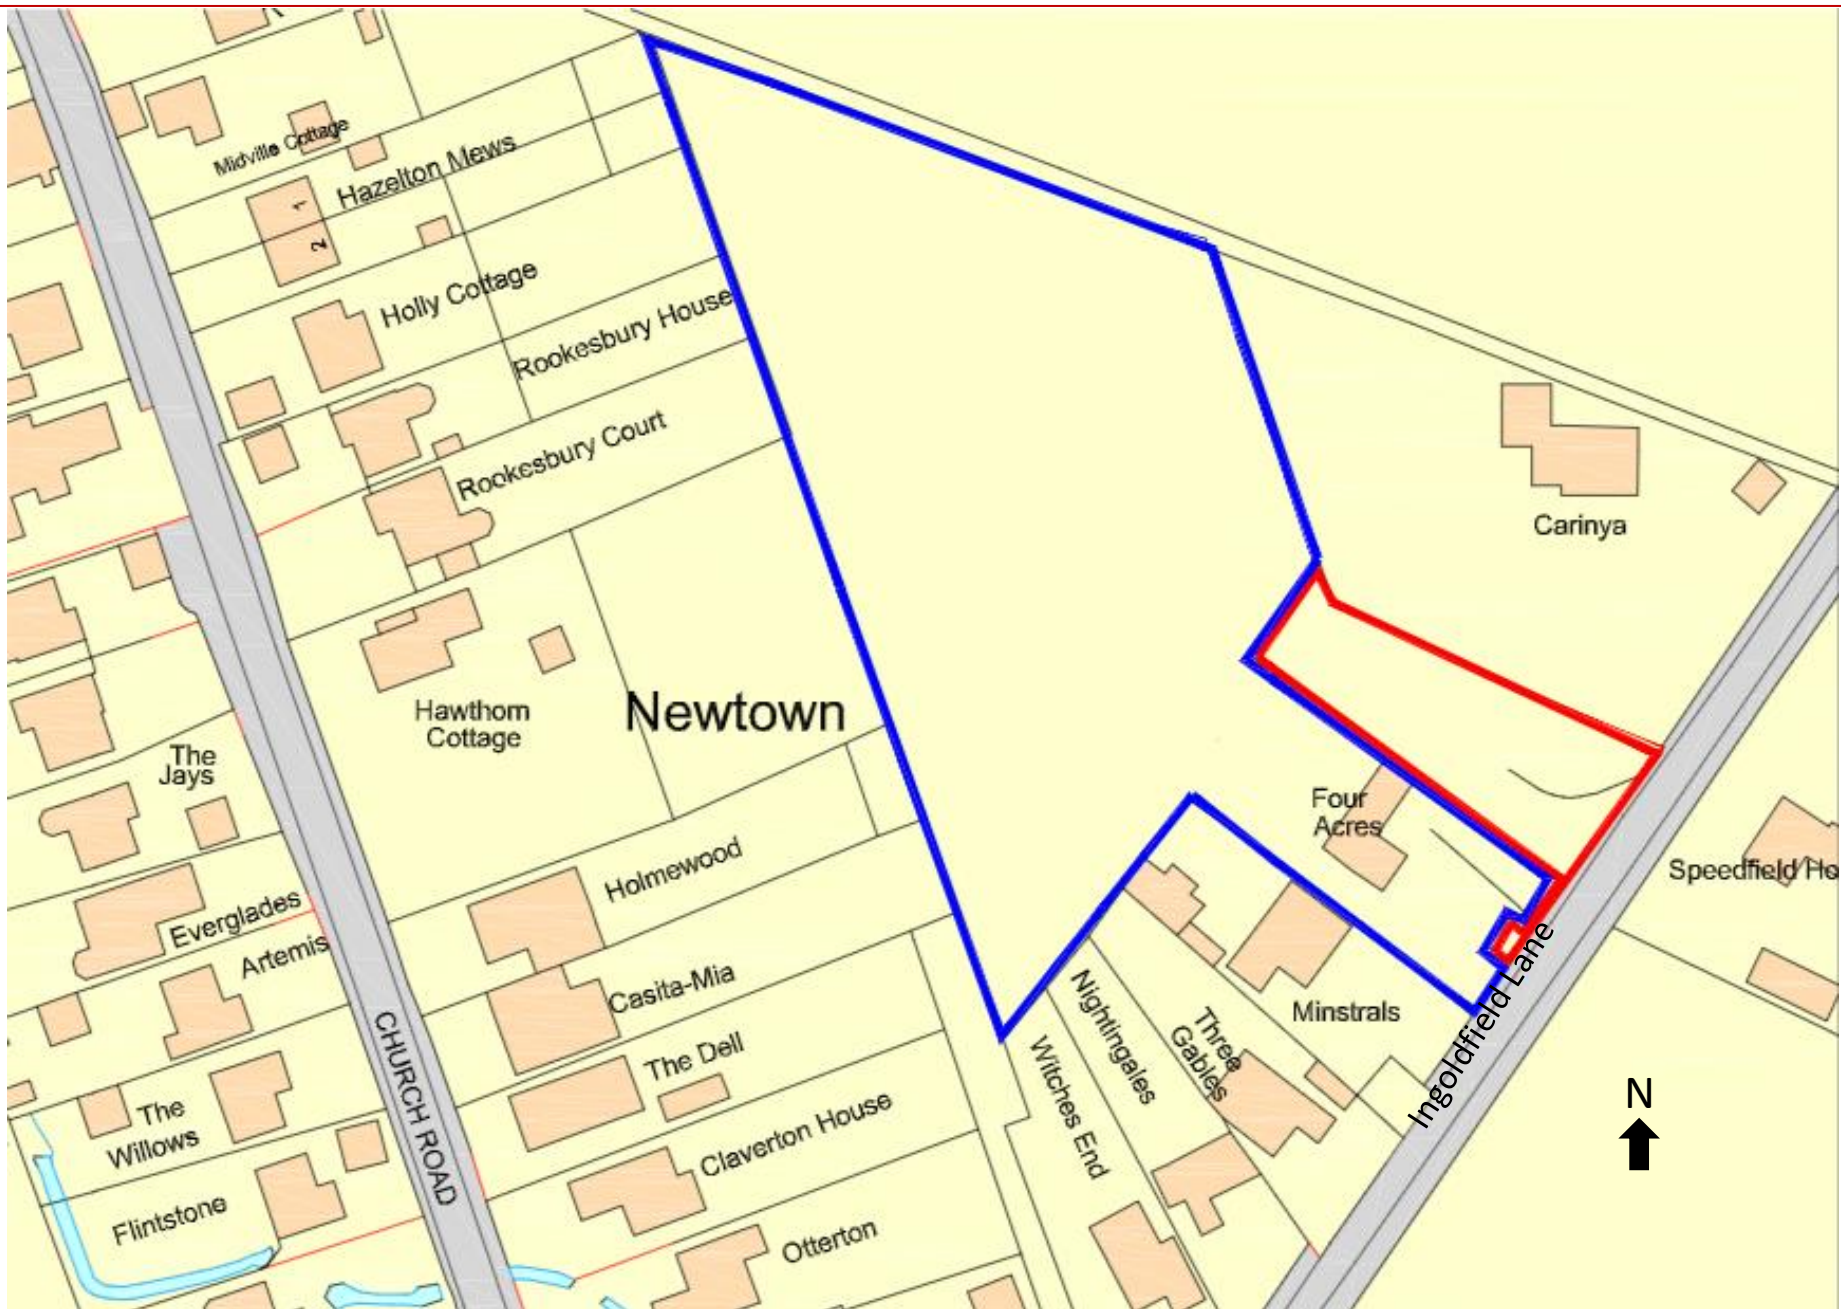 Midville Cottage
Hazelton Mews
1
2
Holly Cottage
Rookesbury House
Rookesbury Court
Carinya
Newtown
Hawthorn
Cottage
The
Jays
Four
Acres
Holmewood
Speedfield Ho
Everglades
Artemis
Casita-Mia
Nightingales
Three
Gables
Minstrals
Ingoldfield Lane
The Dell
Witches End
CHURCH ROAD
N
The
Willows
Claverton House
Flintstone
Otterton